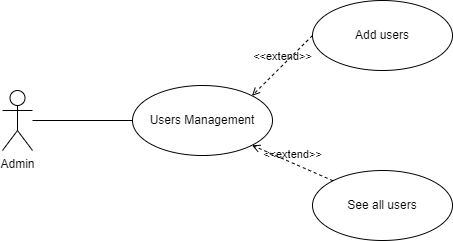 Add users
<<extend>>
Users Management
Admin
<<extend>>
See all users